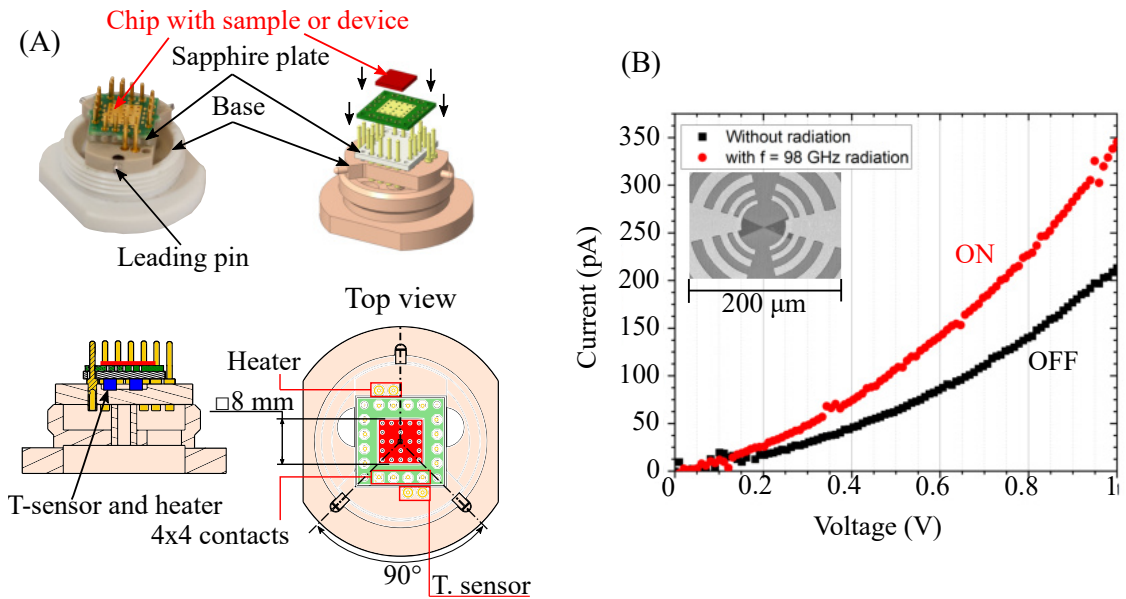 (A)
Chip with sample or device
Sapphire plate
Base
Leading pin
Top view
Heater
□8 mm
T-sensor and heater
4x4 contacts
90°
T. sensor
(B)
Current (pA)
350
300
250
200
150
100
50
0
Without radiation
with f = 98 GHz radiation
200 μm
ON
OFF
0 0.2 0.4 0.6 0.8 1
Voltage (V)